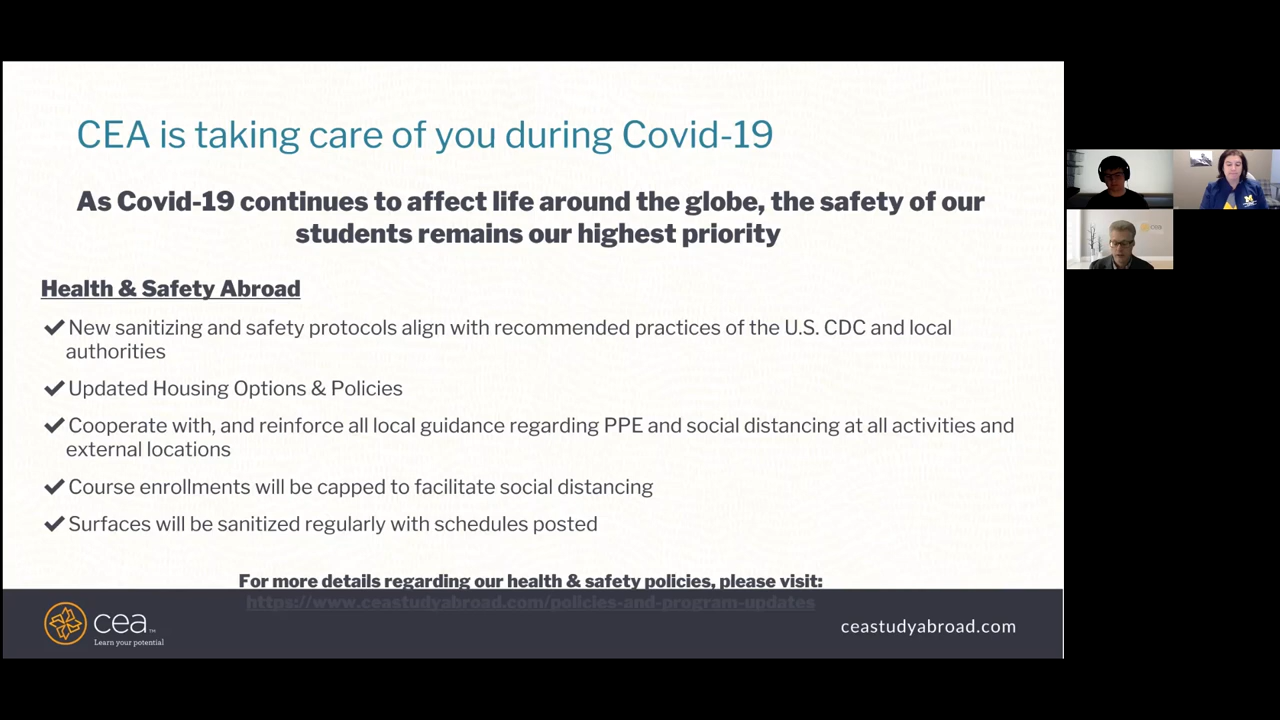 CEA is taking care of you during Covid-19
As Covid-19 continues to affect life around the globe, the safety of our
students remains our highest priority
Health & Safety Abroad
New sanitizing and safety protocols align with recommended practices of the U.S. CDC and local
authorities
Updated Housing Options & Policies
Cooperate with, and reinforce all local guidance regarding PPE and social distancing at all activities and
external locations
Course enrollments will be capped to facilitate social distancing
Surfaces will be sanitized regularly with schedules posted
For more details regarding our health & safety policies, please visit:
https://www.ceastudyabroad.com/policies-and-program-updates
cea
TM
Learn your potential
ceastudyabroad.com
M